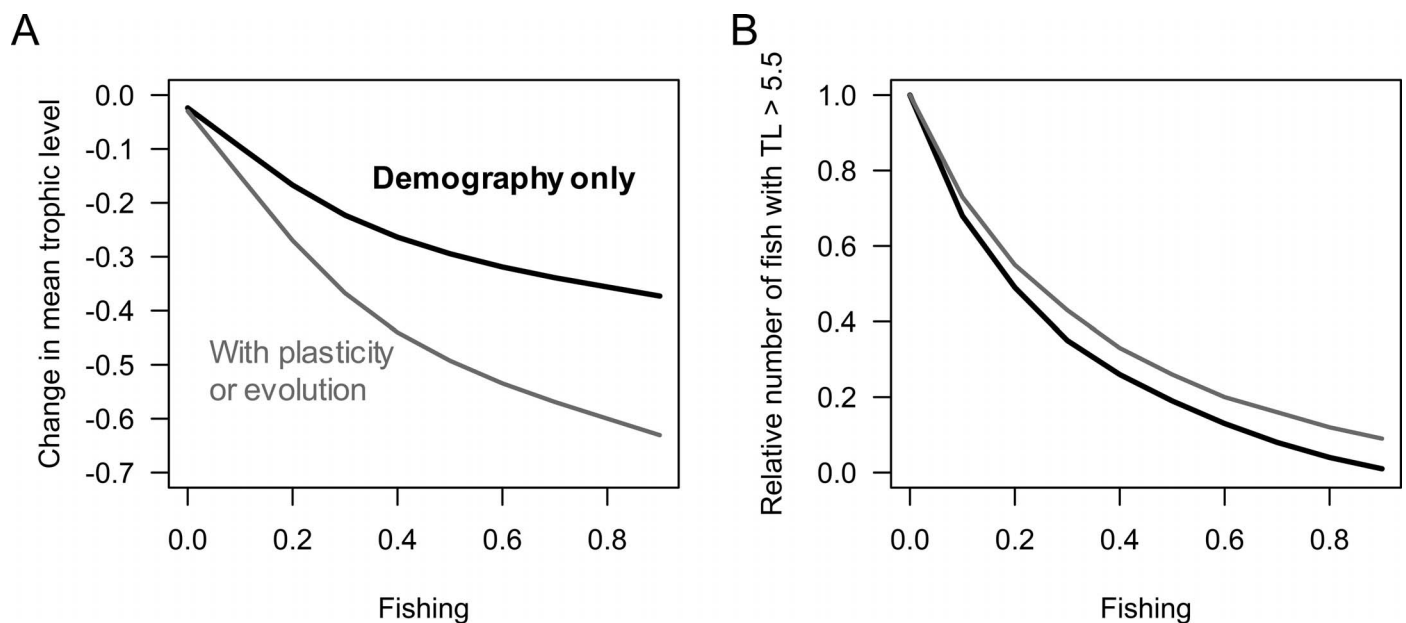 A
Change in mean trophic level
0.0
-0.1
-0.2
-0.3
-0.4
-0.5
-0.6
-0.7
Demography only
With plasticity
or evolution
0.0 0.2 0.4 0.6 0.8
Fishing
B
Relative number of fish with TL > 5.5
1.0
0.8
0.6
0.4
0.2
0.0
0.0 0.2 0.4 0.6 0.8
Fishing